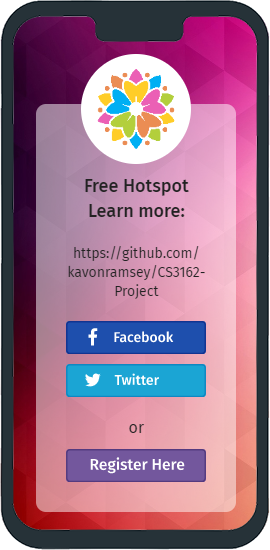 Free Hotspot
Learn more:
https://github.com/
kavonramsey/CS3162-
Project
Facebook
Twitter
or
Register Here